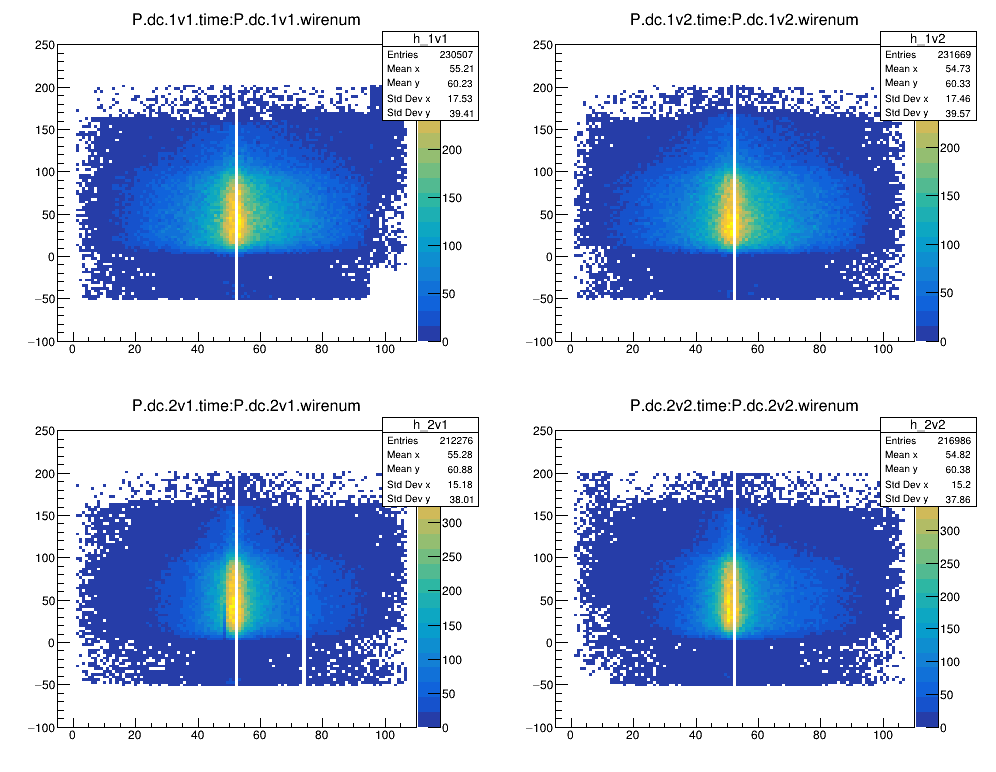 P.dc.1v1.time:P.dc.1v1.wirenum
h_1v1
Entries 230507
Mean x 55.21
Mean y 60.23
Std Dev x 17.53
Std Dev y 39.41
250
200
150
100
50
0
−50
−100
0 20 40 60 80 100
200
150
100
50
0
P.dc.1v2.time:P.dc.1v2.wirenum
h_1v2
Entries 231669
Mean x 54.73
Mean y 60.33
Std Dev x 17.46
Std Dev y 39.57
250
200
150
100
50
0
−50
−100
0 20 40 60 80 100
200
150
100
50
0
P.dc.2v1.time:P.dc.2v1.wirenum
h_2v1
Entries 212276
Mean x 55.28
Mean y 60.88
Std Dev x 15.18
Std Dev y 38.01
250
200
150
100
50
0
−50
−100
0 20 40 60 80 100
300
250
200
150
100
50
0
P.dc.2v2.time:P.dc.2v2.wirenum
h_2v2
Entries 216986
Mean x 54.82
Mean y 60.38
Std Dev x 15.2
Std Dev y 37.86
250
200
150
100
50
0
−50
−100
0 20 40 60 80 100
300
250
200
150
100
50
0